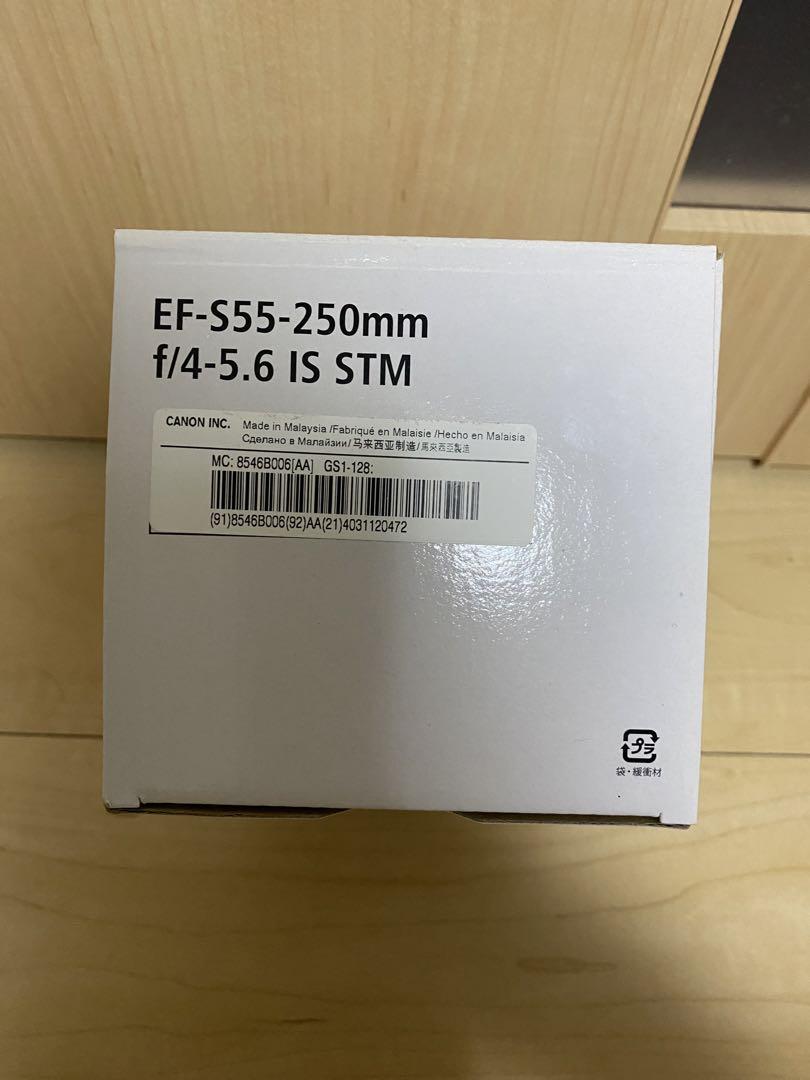 EF-S55-250mm
f/4-5.6 IS STM
CANON INC. Made in Malaysia /Fabriqué en Malaisie /Hecho en Malaisia
Сделано в Малайзии/马来西亚制造/馬來西亞製造
MC: 8546B006[AA] GS1-128:
(91)8546B006(92)AA(21)4031120472
プラ
袋・緩衝材